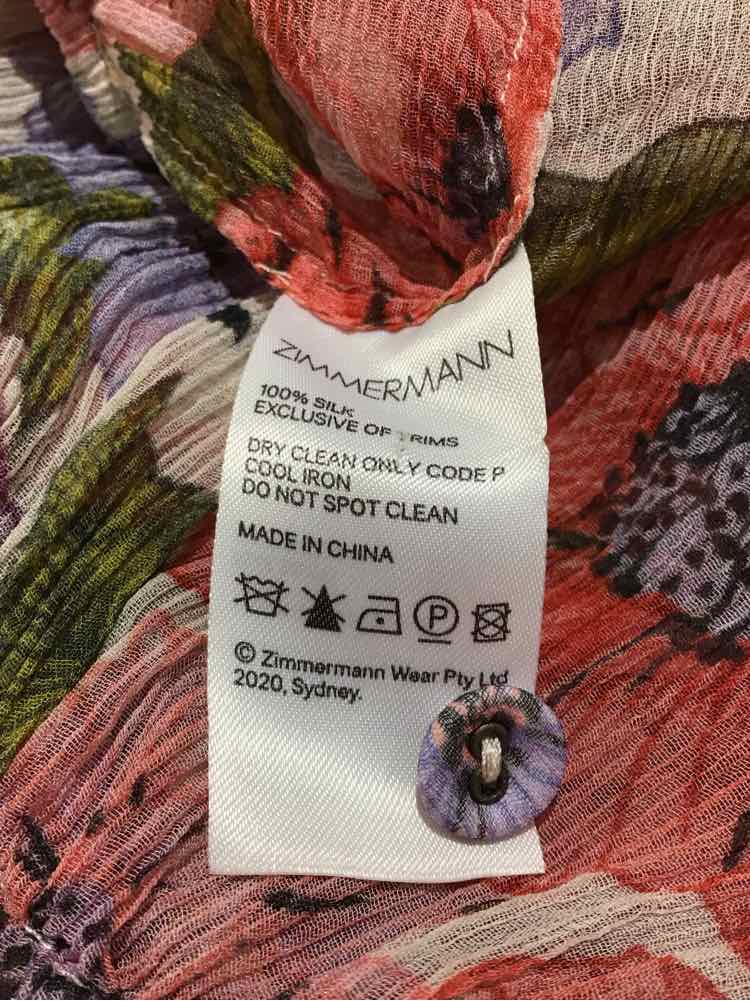 ZIMMERMANN
100% SILK
EXCLUSIVE OF TRIMS
DRY CLEAN ONLY CODE P
COOL IRON
DO NOT SPOT CLEAN
MADE IN CHINA
P
© Zimmermann Wear Pty Ltd
2020, Sydney.